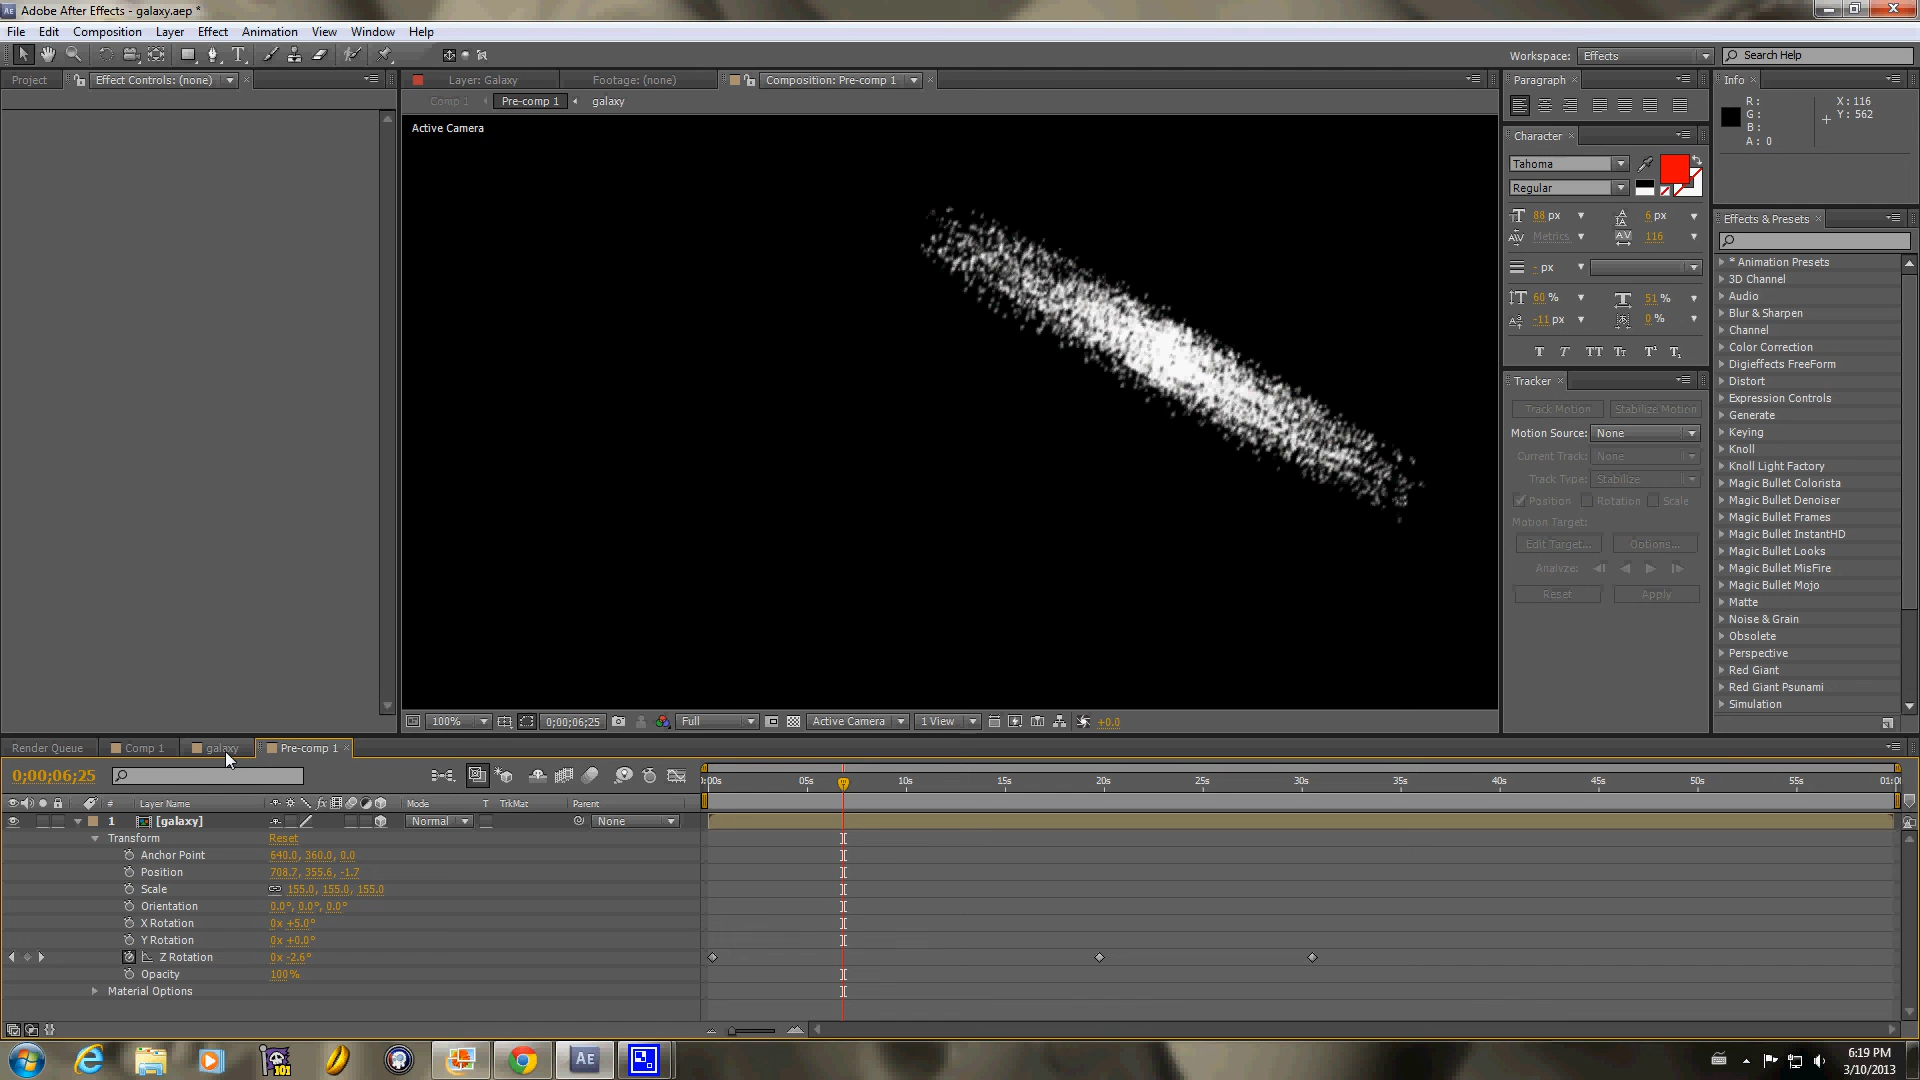 Adobe After Effects - galaxy.aep *
File Edit Composition Layer Effect Animation View Window Help
Workspace: Effects Search Help
Project Effect Controls: (none) Layer: Galaxy Footage: (none) Composition: Pre-comp 1
Comp 1 Pre-comp 1 galaxy
Active Camera
Paragraph
Character
Tahoma
Regular
88 px 6 px
Metrics 116
- px
60 % 51 %
-11 px 0 %
T T TT Tт T¹ T₁
Tracker
Track Motion Stabilize Motion
Motion Source: None
Current Track: None
Track Type: Stabilize
Position Rotation Scale
Motion Target:
Edit Target... Options...
Analyze:
Reset Apply
Info
R :
G :
B :
A : 0
X : 116
Y : 562
Effects & Presets
* Animation Presets
3D Channel
Audio
Blur & Sharpen
Channel
Color Correction
Digieffects FreeForm
Distort
Expression Controls
Generate
Keying
Knoll
Knoll Light Factory
Magic Bullet Colorista
Magic Bullet Denoiser
Magic Bullet Frames
Magic Bullet InstantHD
Magic Bullet Looks
Magic Bullet MisFire
Magic Bullet Mojo
Matte
Noise & Grain
Obsolete
Perspective
Red Giant
Red Giant Psunami
Simulation
100% 0;00;06;25 Full Active Camera 1 View +0.0
Render Queue Comp 1 galaxy Pre-comp 1
0;00;06;25
):00s 05s 10s 15s 20s 25s 30s 35s 40s 45s 50s 55s 01:0
# Layer Name fx Mode T TrkMat Parent
1 [galaxy] Normal None
Transform Reset
Anchor Point 640.0, 360.0, 0.0
Position 708.7, 355.6, -1.7
Scale 155.0, 155.0, 155.0
Orientation 0.0°, 0.0°, 0.0°
X Rotation 0x +5.0°
Y Rotation 0x +0.0°
Z Rotation 0x -2.6°
Opacity 100%
Material Options
101
Ae
6:19 PM
3/10/2013